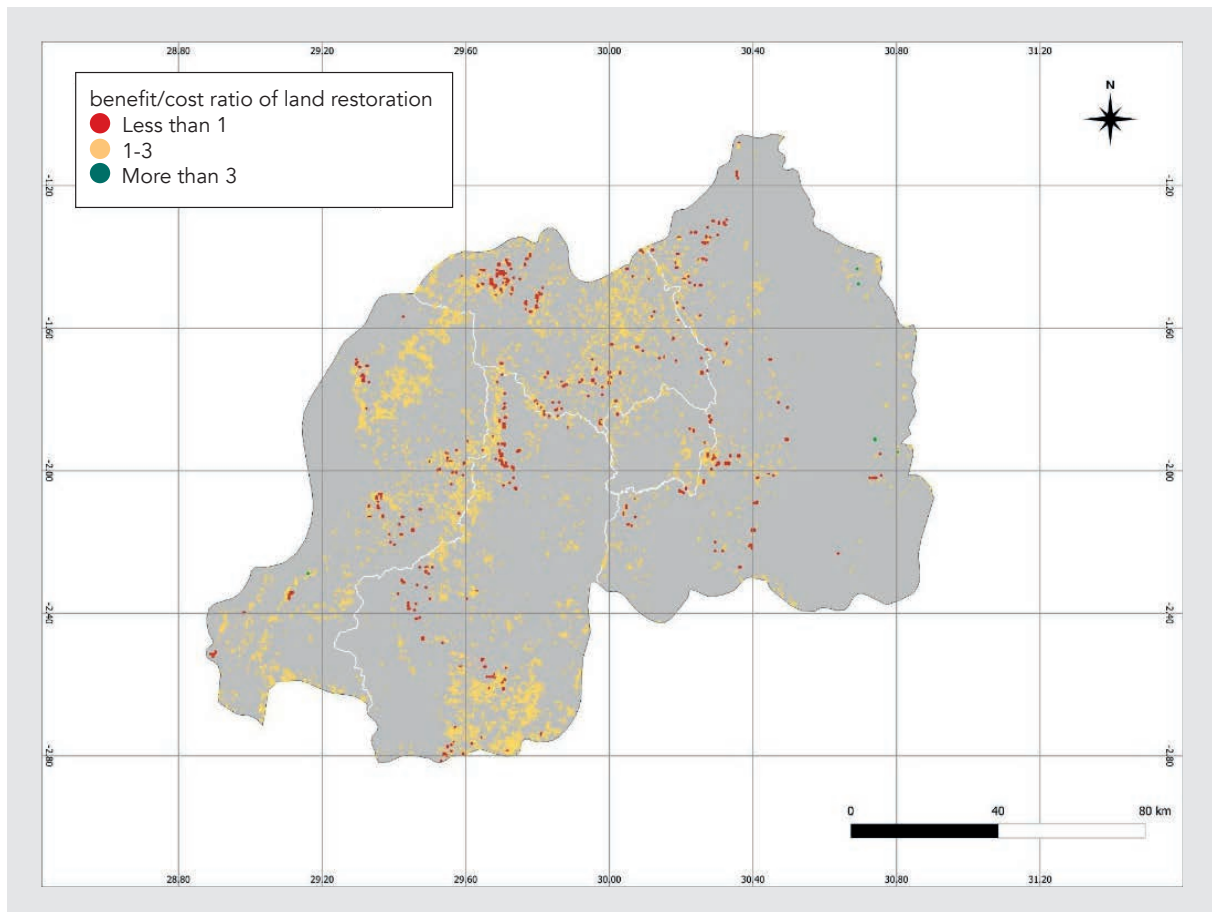 28.80 29.20 29.60 30.00 30.40 30.80 31.20
benefit/cost ratio of land restoration
Less than 1
1-3
More than 3
N
-1.20 -1.20
-1.60 -1.60
-2.00 -2.00
-2.40 -2.40
-2.80 -2.80
0 40 80 km
28.80 29.20 29.60 30.00 30.40 30.80 31.20